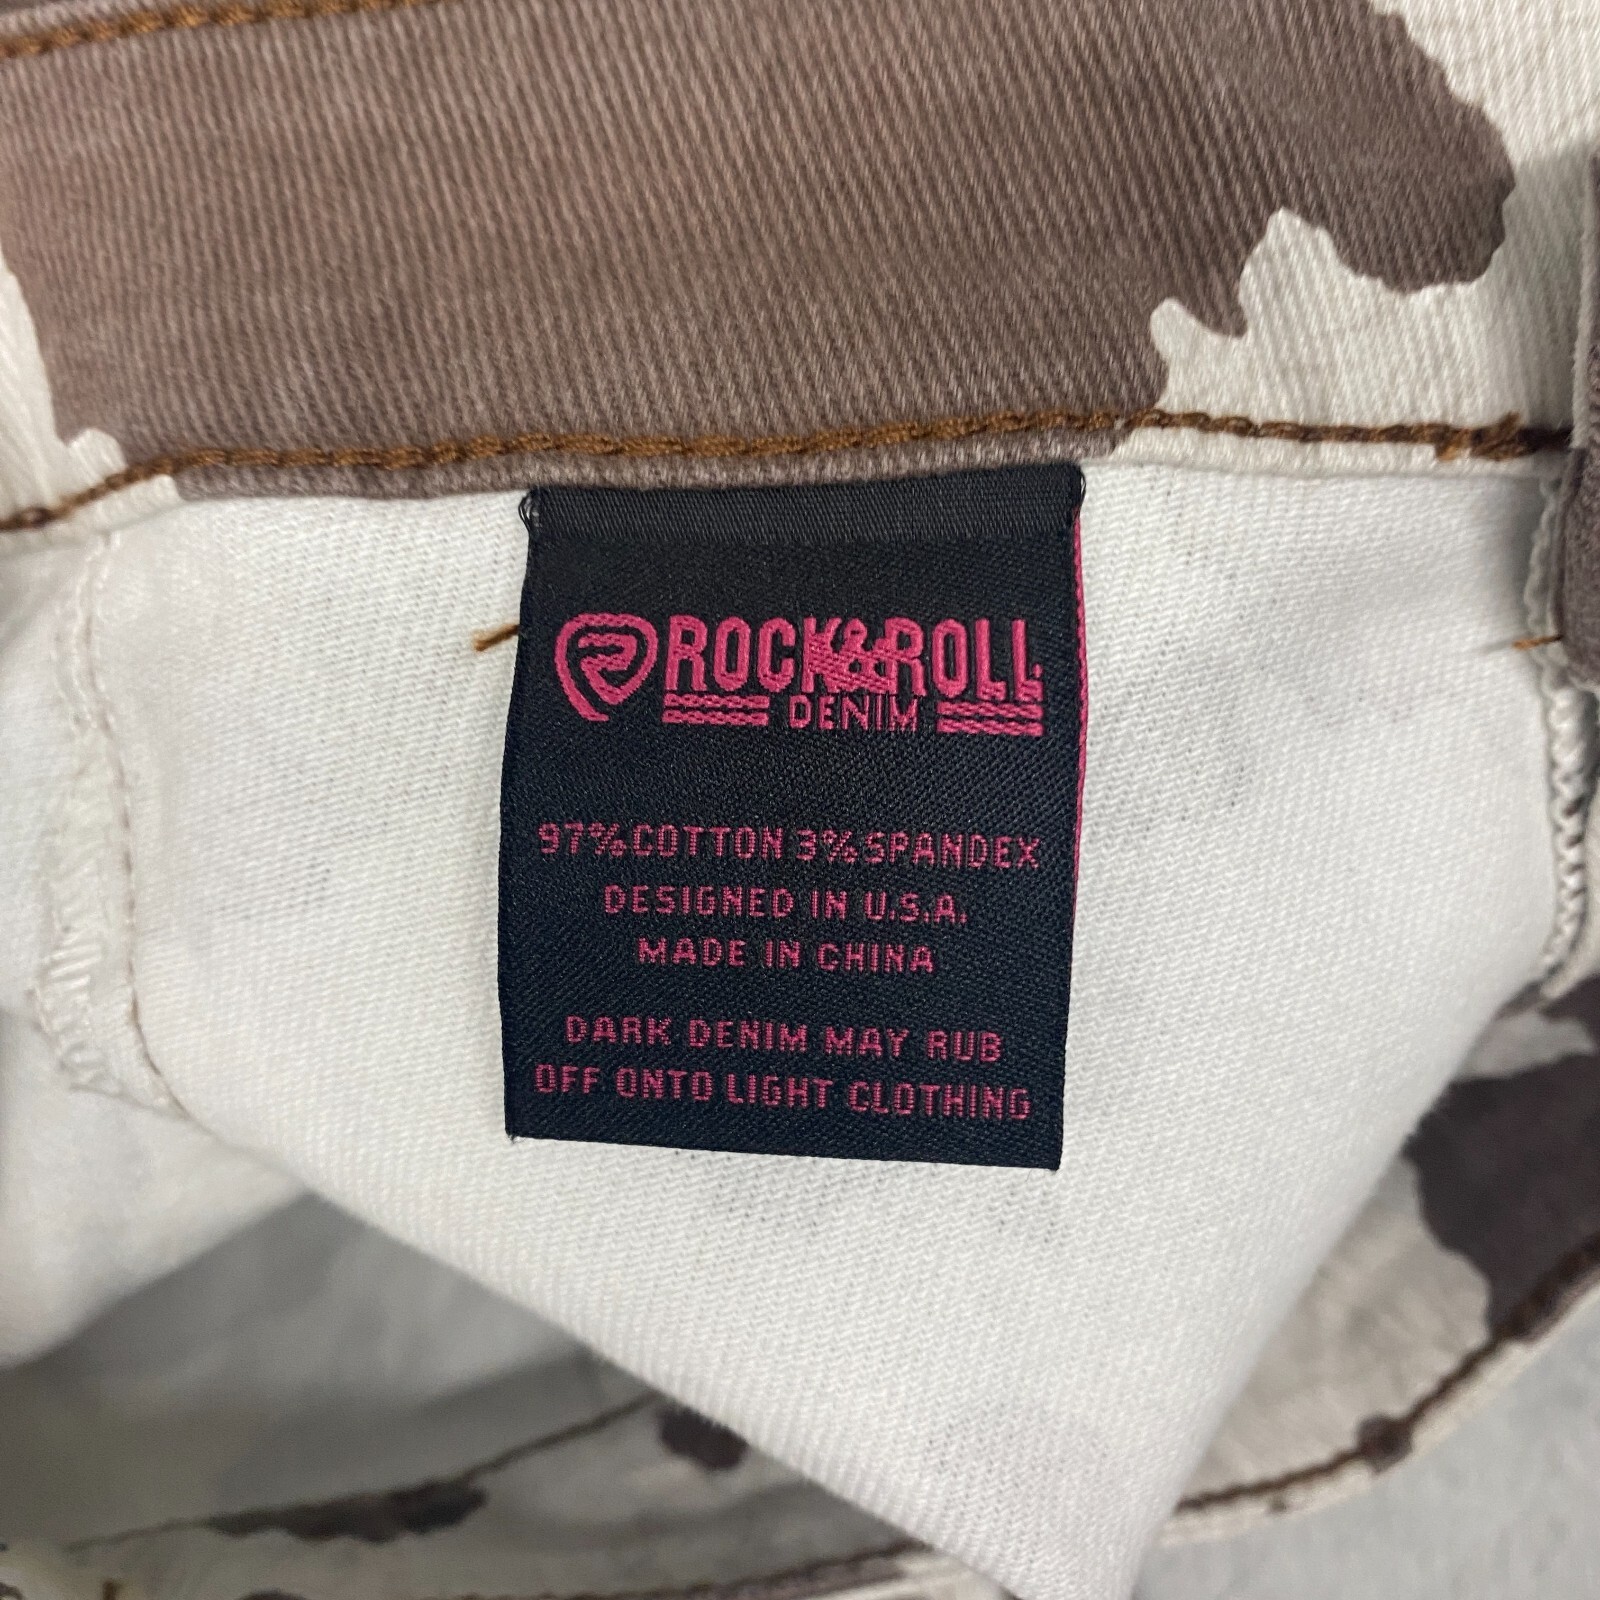 ROCK&ROLL
DENIM
97% COTTON 3% SPANDEX
DESIGNED IN U.S.A.
MADE IN CHINA
DARK DENIM MAY RUB
OFF ONTO LIGHT CLOTHING